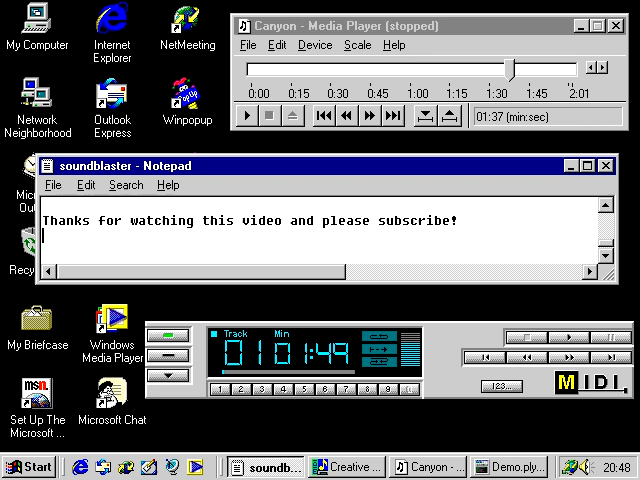 My Computer
Internet Explorer
NetMeeting
Canyon - Media Player (stopped)
File Edit Device Scale Help
0:00 0:15 0:30 0:45 1:00 1:15 1:30 1:45 2:01
01:37 (min:sec)
Network Neighborhood
Outlook Express
Winpopup
PopUp
soundblaster - Notepad
File Edit Search Help
Thanks for watching this video and please subscribe!
My Briefcase
Windows Media Player
Track Min
01 01:49
1 2 3 4 5 6 7 8 9
123...
MIDI
msn
Set Up The Microsoft ...
Microsoft Chat
Start
soundb...
Creative ...
Canyon - ...
Demo.ply...
20:48